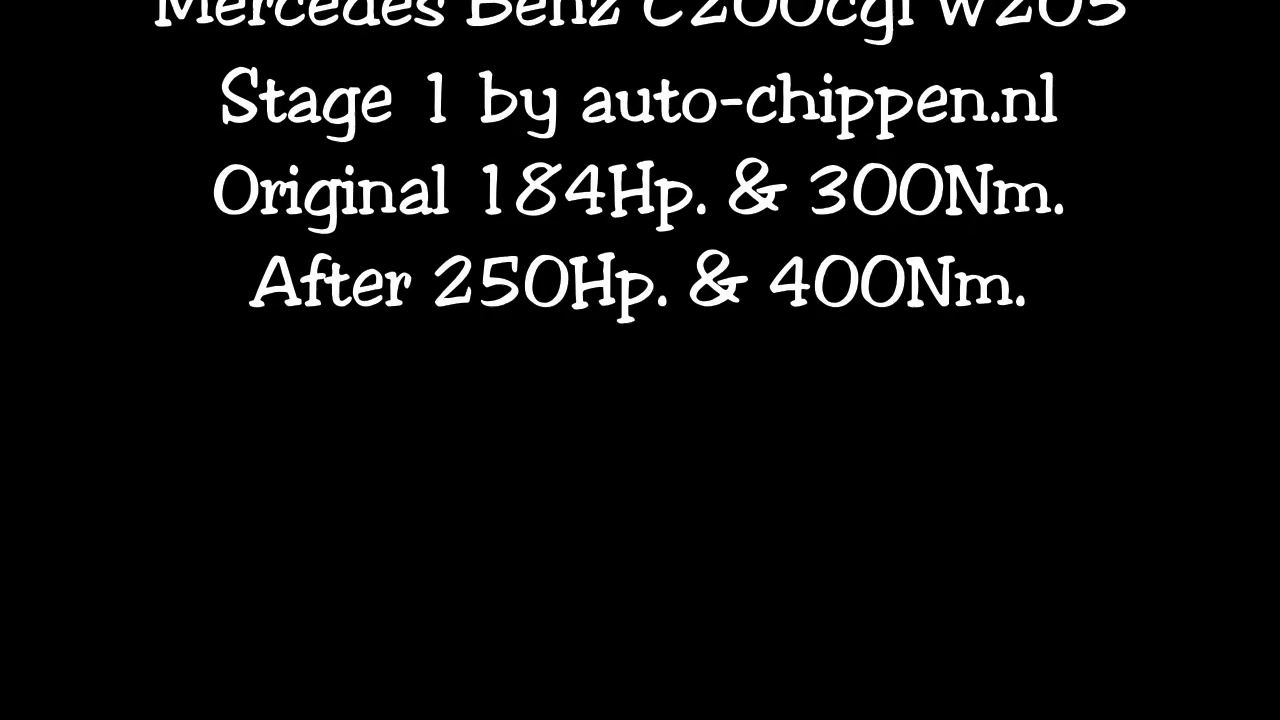 Mercedes Benz C200cgi W205
Stage 1 by auto-chippen.nl
Original 184Hp. & 300Nm.
After 250Hp. & 400Nm.